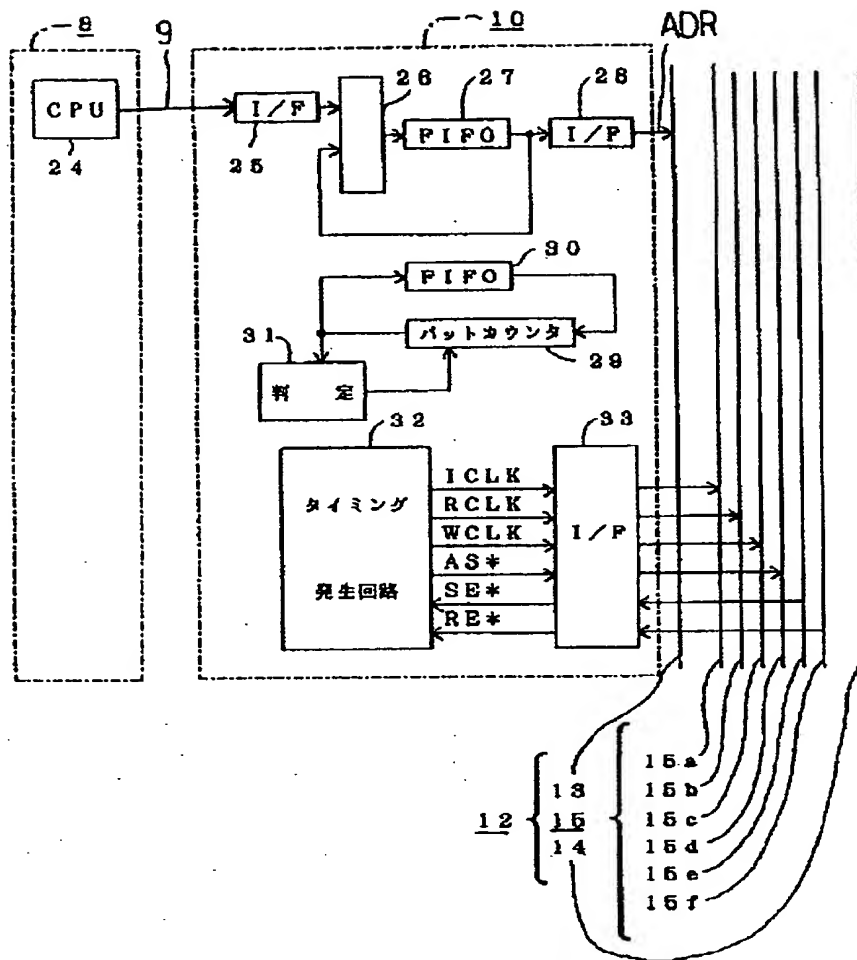 8
9
10
ADR
CPU
24
I/F
25
26
27
FIFO
28
I/F
30
FIFO
バットカウンタ
29
31
判 定
32
タイミング
発生回路
ICLK
RCLK
WCLK
AS*
SE*
RE*
33
I/F
12
13
15
14
15a
15b
15c
15d
15e
15f